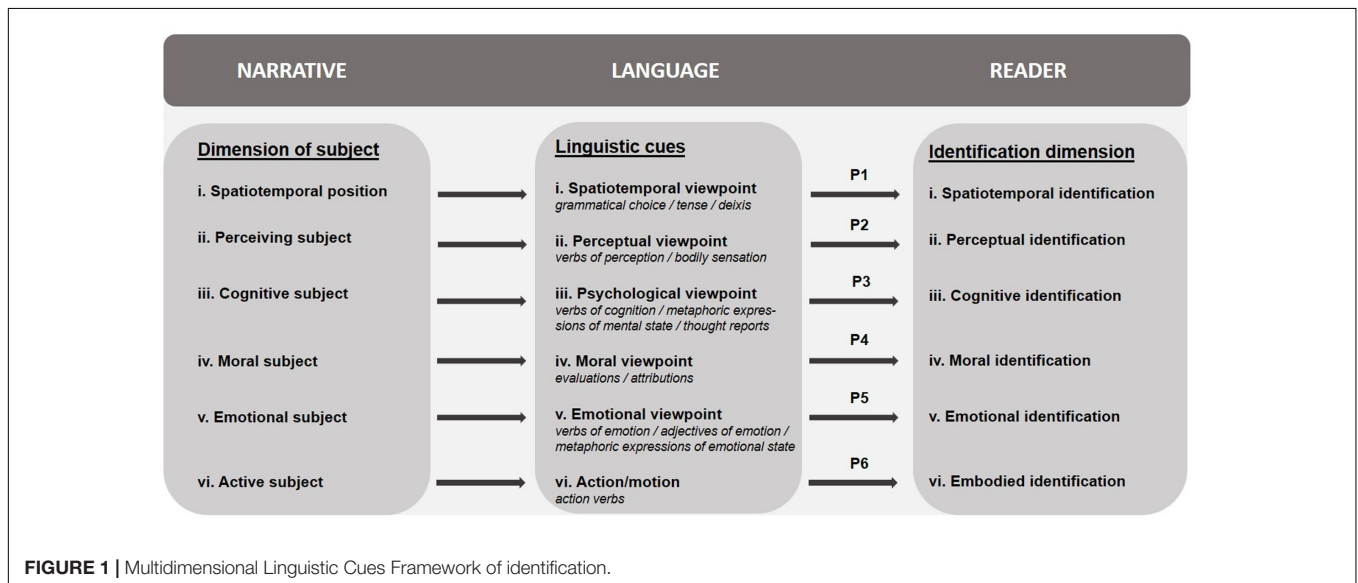 NARRATIVE
LANGUAGE
READER
Dimension of subject
i. Spatiotemporal position
ii. Perceiving subject
iii. Cognitive subject
iv. Moral subject
v. Emotional subject
vi. Active subject
Linguistic cues
i. Spatiotemporal viewpoint
grammatical choice / tense / deixis
ii. Perceptual viewpoint
verbs of perception / bodily sensation
iii. Psychological viewpoint
verbs of cognition / metaphoric expres-
sions of mental state / thought reports
iv. Moral viewpoint
evaluations / attributions
v. Emotional viewpoint
verbs of emotion / adjectives of emotion /
metaphoric expressions of emotional state
vi. Action/motion
action verbs
P1
P2
P3
P4
P5
P6
Identification dimension
i. Spatiotemporal identification
ii. Perceptual identification
iii. Cognitive identification
iv. Moral identification
v. Emotional identification
vi. Embodied identification
FIGURE 1 | Multidimensional Linguistic Cues Framework of identification.